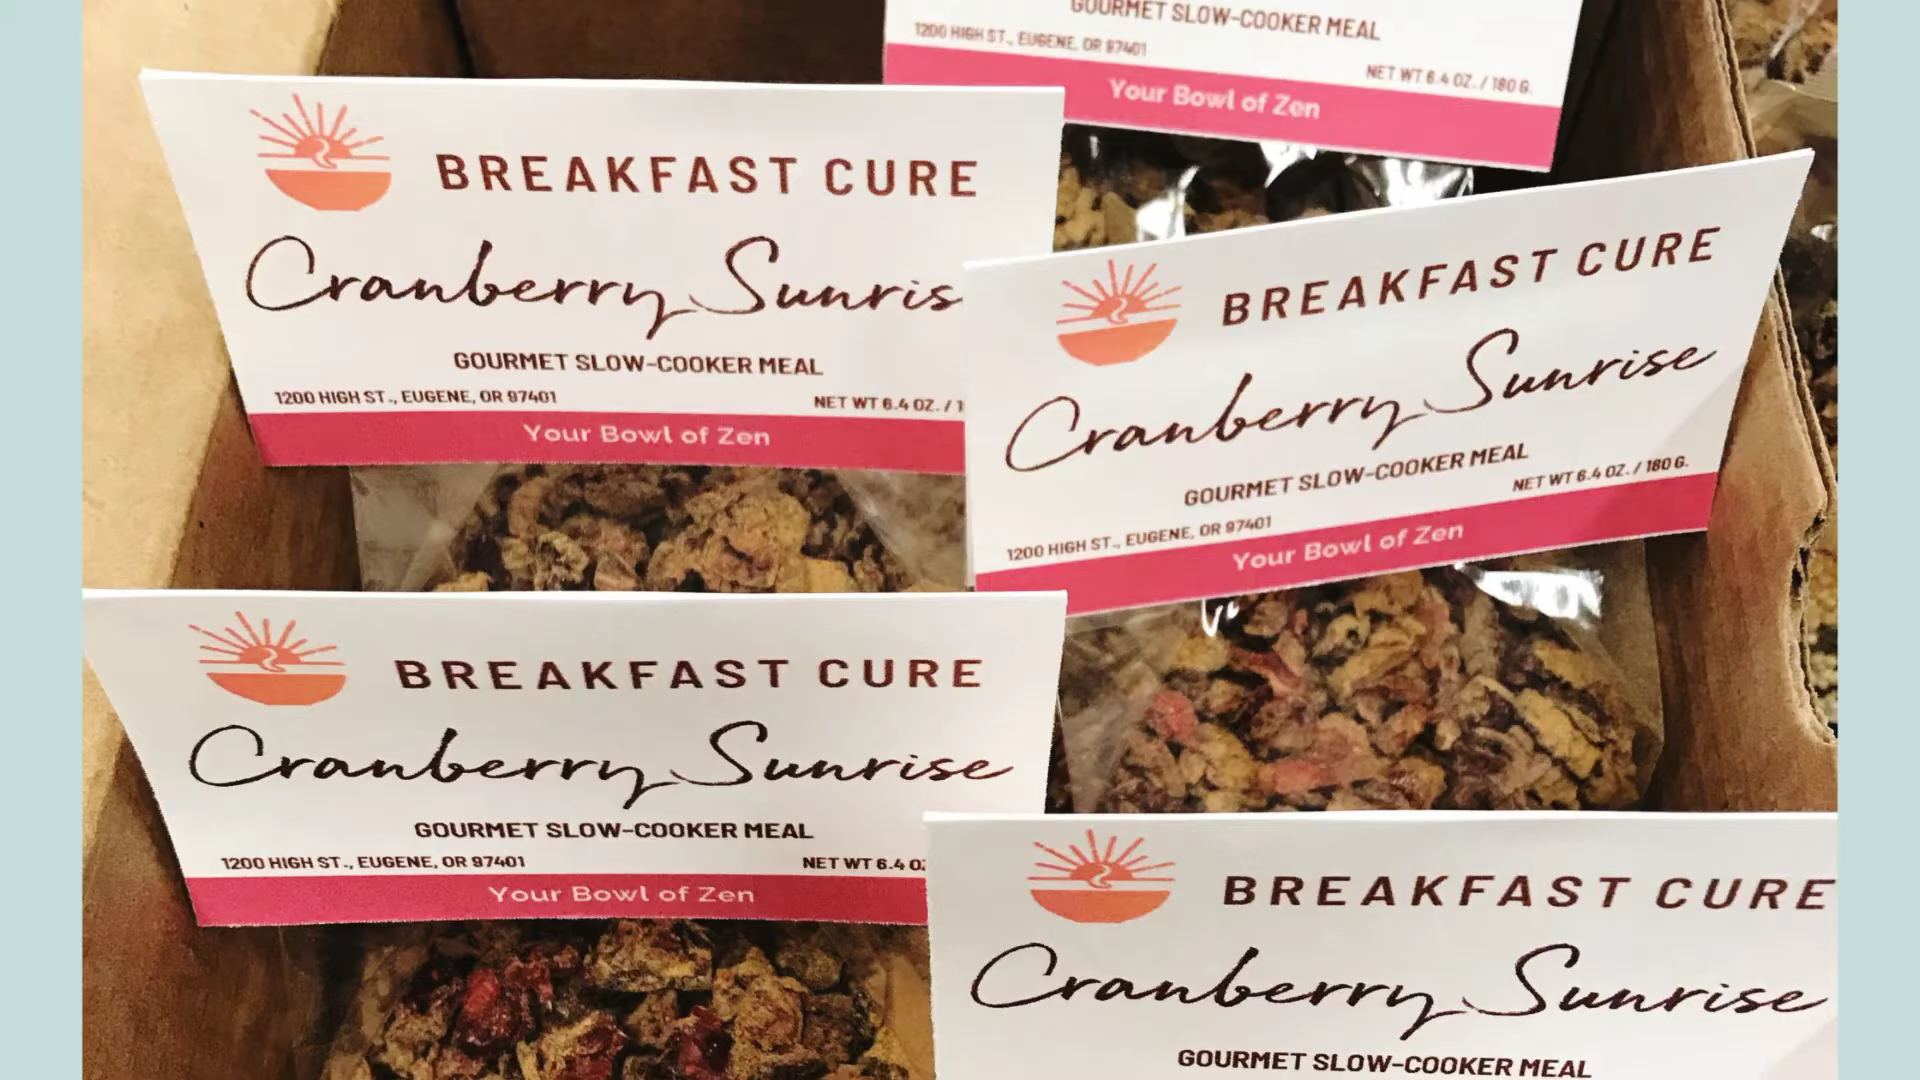 GOURMET SLOW-COOKER MEAL
1200 HIGH ST., EUGENE, OR 97401
NET WT 6.4 OZ. / 180 G.
Your Bowl of Zen
BREAKFAST CURE
Cranberry Sunris
GOURMET SLOW-COOKER MEAL
1200 HIGH ST., EUGENE, OR 97401
NET WT 6.4 OZ. / 1
Your Bowl of Zen
BREAKFAST CURE
Cranberry Sunrise
GOURMET SLOW-COOKER MEAL
NET WT 6.4 OZ. / 180 G.
1200 HIGH ST., EUGENE, OR 97401
Your Bowl of Zen
BREAKFAST CURE
Cranberry Sunrise
GOURMET SLOW-COOKER MEAL
1200 HIGH ST., EUGENE, OR 97401
NET WT 6.4 O
Your Bowl of Zen
BREAKFAST CURE
Cranberry Sunrise
GOURMET SLOW-COOKER MEAL